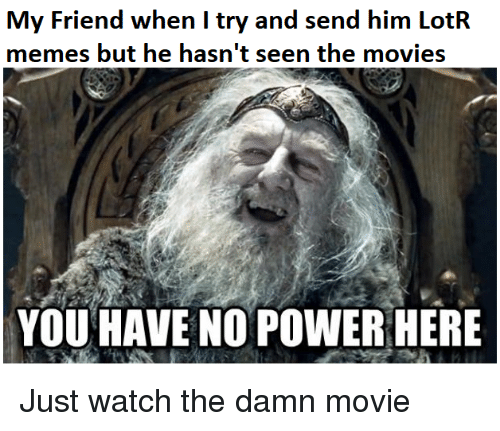 My Friend when I try and send him LotR
memes but he hasn't seen the movies
YOU HAVE NO POWER HERE
Just watch the damn movie